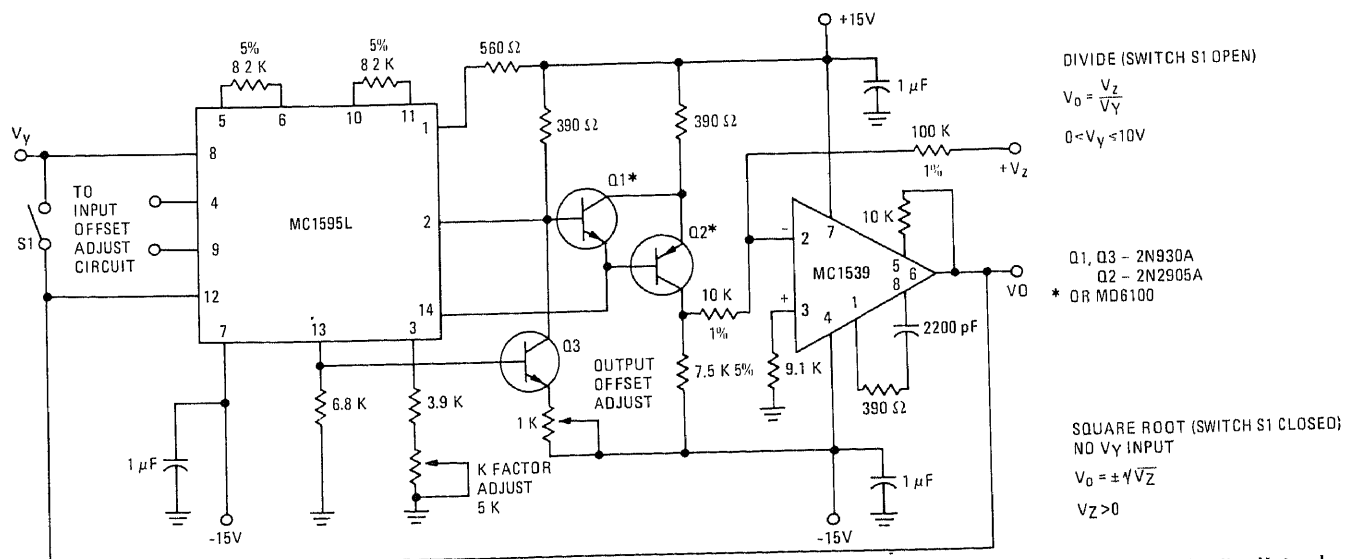 +15V
5%
8 2 K
5%
8 2 K
560 Ω
DIVIDE (SWITCH S1 OPEN)
V0 = VZ / VY
0<Vy≤10V
1 µF
5
6
10
11
1
390 Ω
390 Ω
100 K
1%
+Vz
Vy
8
TO
INPUT
OFFSET
ADJUST
CIRCUIT
S1
4
9
12
MC1595L
2
14
Q1*
Q2*
10 K
7
2
−
MC1539
5
6
8
+
3
4
1
V0
Q1, Q3 – 2N930A
Q2 – 2N2905A
* OR MD6100
7
13
3
10 K
1%
2200 pF
Q3
OUTPUT
OFFSET
ADJUST
7.5 K 5%
9.1 K
390 Ω
6.8 K
3.9 K
1 K
1 µF
K FACTOR
ADJUST
5 K
1 µF
-15V
-15V
SQUARE ROOT (SWITCH S1 CLOSED)
NO VY INPUT
V0 = ±√VZ
VZ>0